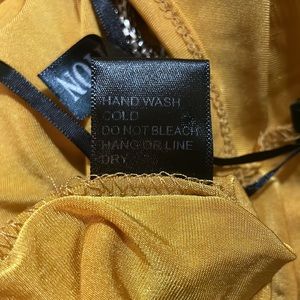 HAND WASH
COLD
DO NOT BLEACH
HANG OR LINE
DRY